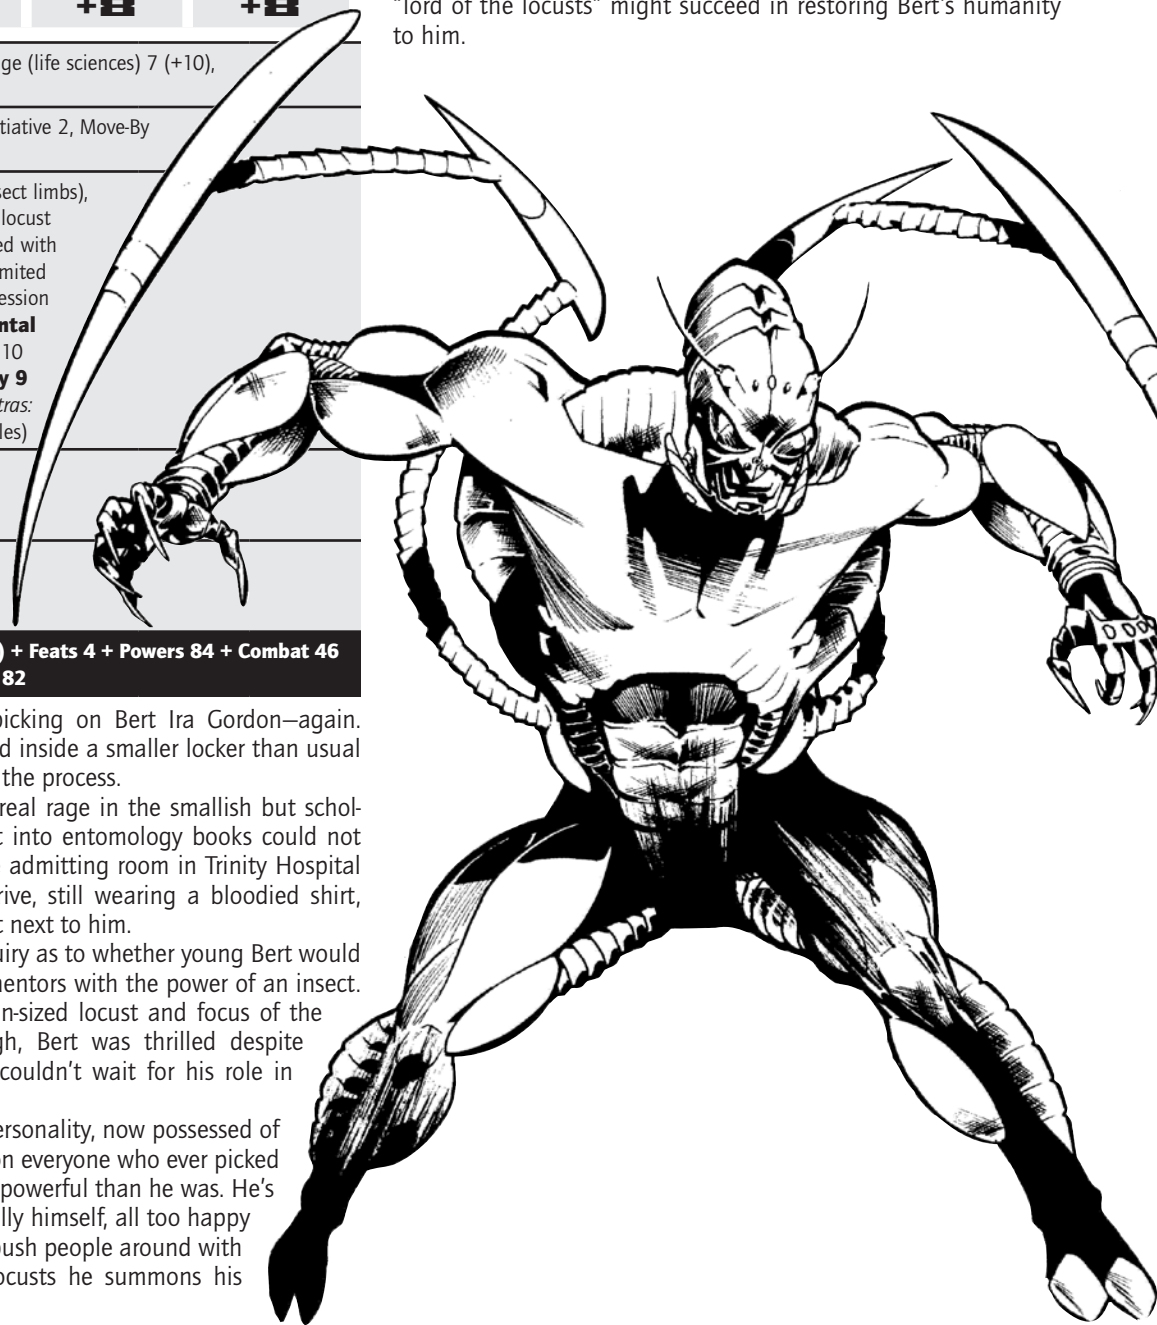 +8 +8
ge (life sciences) 7 (+10),
tiative 2, Move-By
sect limbs),
locust
ed with
mited
ession
ntal
10
y 9
tras:
les)
) + Feats 4 + Powers 84 + Combat 46
82
picking on Bert Ira Gordon—again.
d inside a smaller locker than usual
the process.
real rage in the smallish but schol-
t into entomology books could not
admitting room in Trinity Hospital
rive, still wearing a bloodied shirt,
t next to him.
uiry as to whether young Bert would
mentors with the power of an insect.
n-sized locust and focus of the
gh, Bert was thrilled despite
couldn't wait for his role in
ersonality, now possessed of
on everyone who ever picked
powerful than he was. He's
lly himself, all too happy
push people around with
ocusts he summons his
"lord of the locusts" might succeed in restoring Bert's humanity
to him.